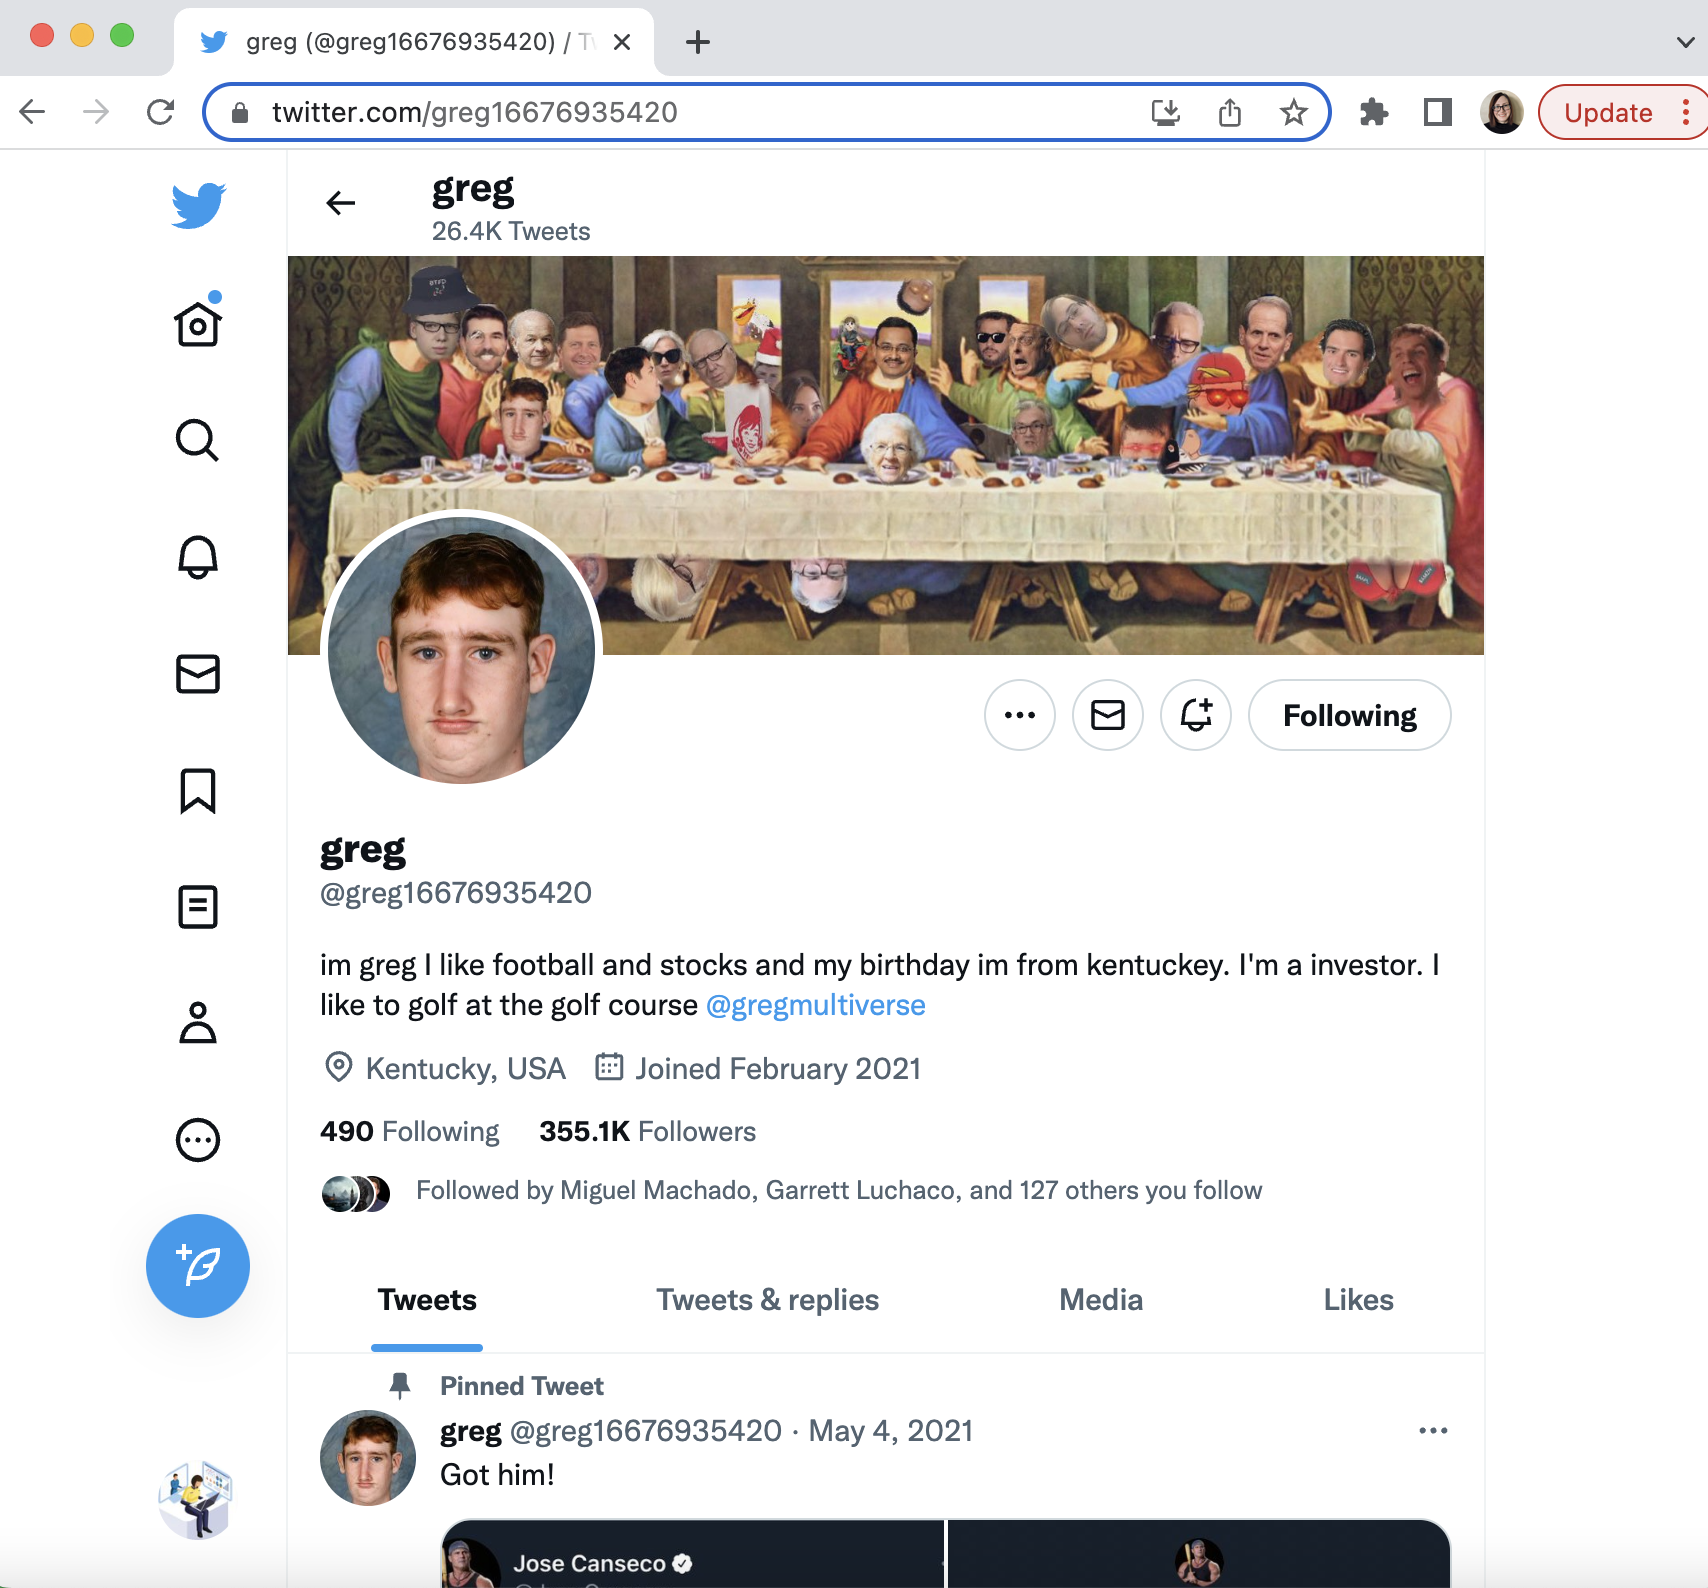 greg (@greg16676935420) / Tw
twitter.com/greg16676935420
Update
greg
26.4K Tweets
BTFD
Following
greg
@greg16676935420
im greg I like football and stocks and my birthday im from kentuckey. I'm a investor. I
like to golf at the golf course @gregmultiverse
Kentucky, USA Joined February 2021
490 Following 355.1K Followers
Followed by Miguel Machado, Garrett Luchaco, and 127 others you follow
Tweets Tweets & replies Media Likes
Pinned Tweet
greg @greg16676935420 · May 4, 2021
Got him!
Jose Canseco